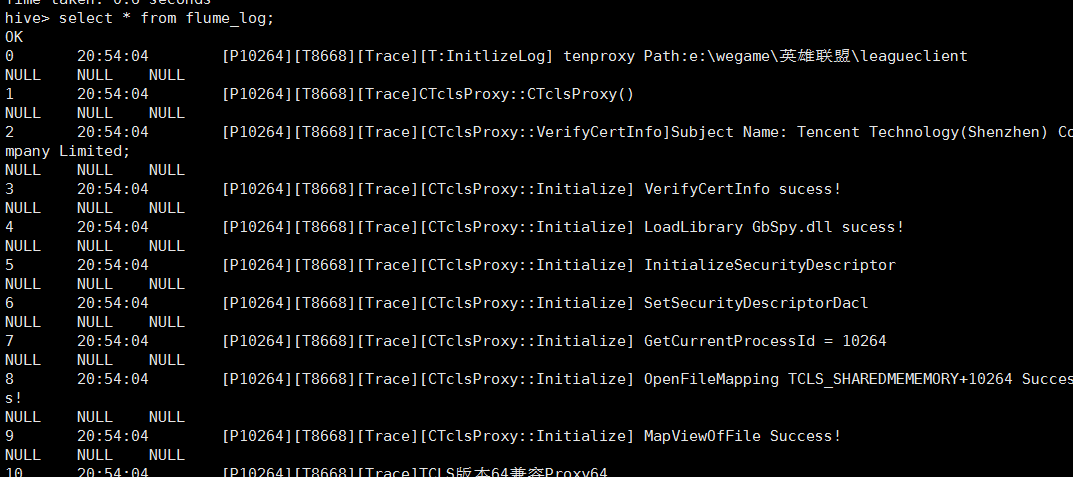 Time taken: 0.6 seconds
hive> select * from flume_log;
OK
0 20:54:04 [P10264][T8668][Trace][T:InitlizeLog] tenproxy Path:e:\wegame\英雄联盟\leagueclient
NULL NULL NULL
1 20:54:04 [P10264][T8668][Trace]CTclsProxy::CTclsProxy()
NULL NULL NULL
2 20:54:04 [P10264][T8668][Trace][CTclsProxy::VerifyCertInfo]Subject Name: Tencent Technology(Shenzhen) Co
mpany Limited;
NULL NULL NULL
3 20:54:04 [P10264][T8668][Trace][CTclsProxy::Initialize] VerifyCertInfo sucess!
NULL NULL NULL
4 20:54:04 [P10264][T8668][Trace][CTclsProxy::Initialize] LoadLibrary GbSpy.dll sucess!
NULL NULL NULL
5 20:54:04 [P10264][T8668][Trace][CTclsProxy::Initialize] InitializeSecurityDescriptor
NULL NULL NULL
6 20:54:04 [P10264][T8668][Trace][CTclsProxy::Initialize] SetSecurityDescriptorDacl
NULL NULL NULL
7 20:54:04 [P10264][T8668][Trace][CTclsProxy::Initialize] GetCurrentProcessId = 10264
NULL NULL NULL
8 20:54:04 [P10264][T8668][Trace][CTclsProxy::Initialize] OpenFileMapping TCLS_SHAREDMEMEMORY+10264 Succes
s!
NULL NULL NULL
9 20:54:04 [P10264][T8668][Trace][CTclsProxy::Initialize] MapViewOfFile Success!
NULL NULL NULL
10 20:54:04 [P10264][T8668][Trace]TCLS版本64兼容Proxy64